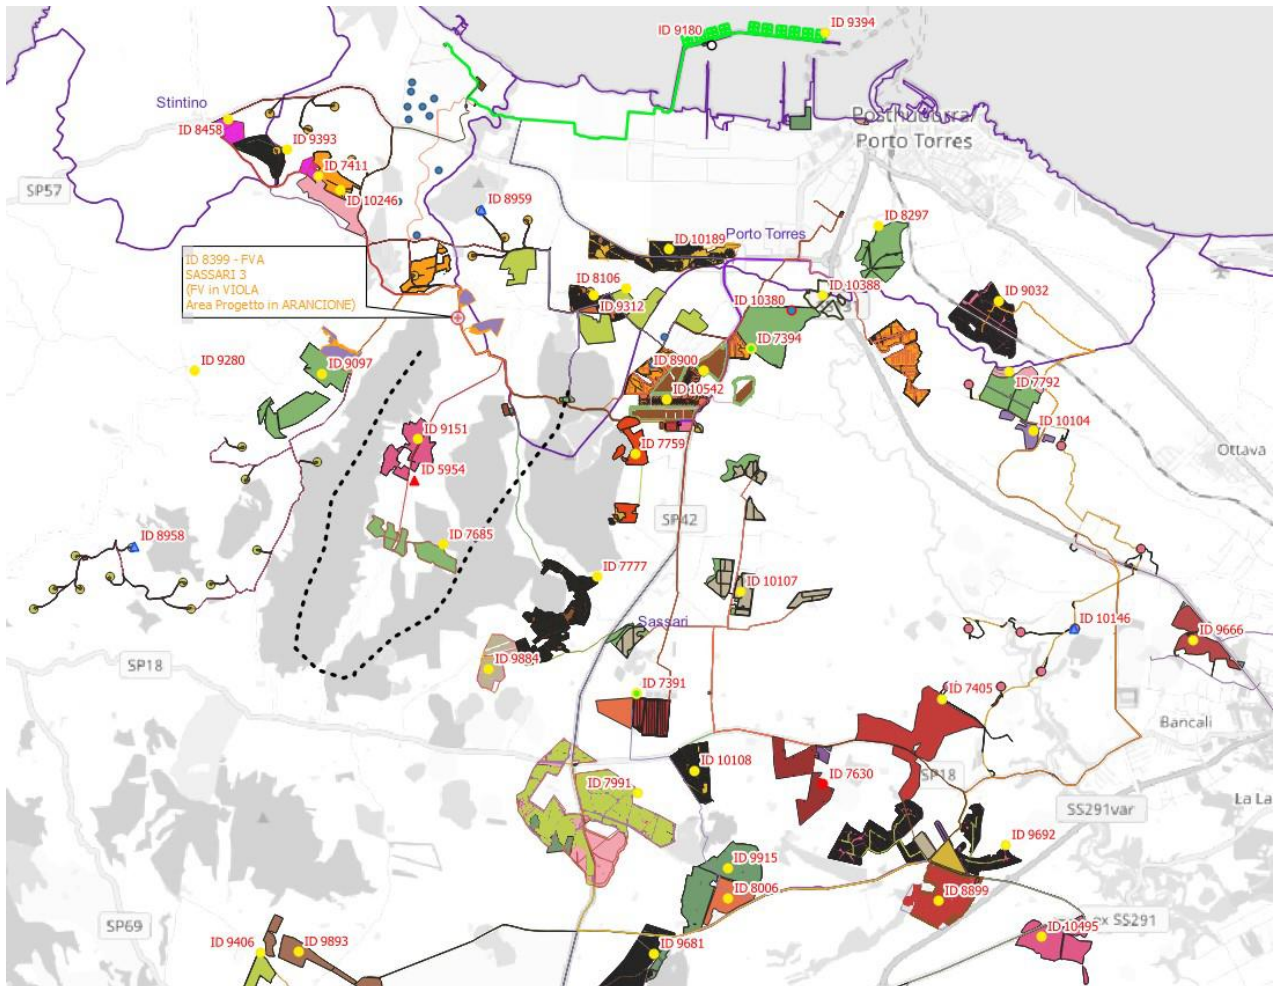 ID 9180
ID 9394
Stintino
ID 8458
ID 9393
Porto Torres
ID 7411
SP57
ID 10246
ID 8959
ID 8297
Porto Torres
ID 10189
ID 8399 - FVA
SASSARI 3
(FV in VIOLA
Area Progetto in ARANCIONE)
ID 8106
ID 9312
ID 10388
ID 10380
ID 9032
ID 7394
ID 9280
ID 9097
ID 8900
ID 7792
ID 10542
ID 10104
ID 9151
ID 7759
Ottava
ID 5954
SP42
ID 8958
ID 7685
ID 7777
ID 10107
Sassari
ID 10146
ID 9666
SP18
ID 9884
ID 7391
ID 7405
Bancali
ID 10108
ID 7630
SP18
ID 7991
SS291var
La La
ID 9692
ID 9915
ID 8006
ID 8899
SP69
ex SS291
ID 10495
ID 9406
ID 9893
ID 9681